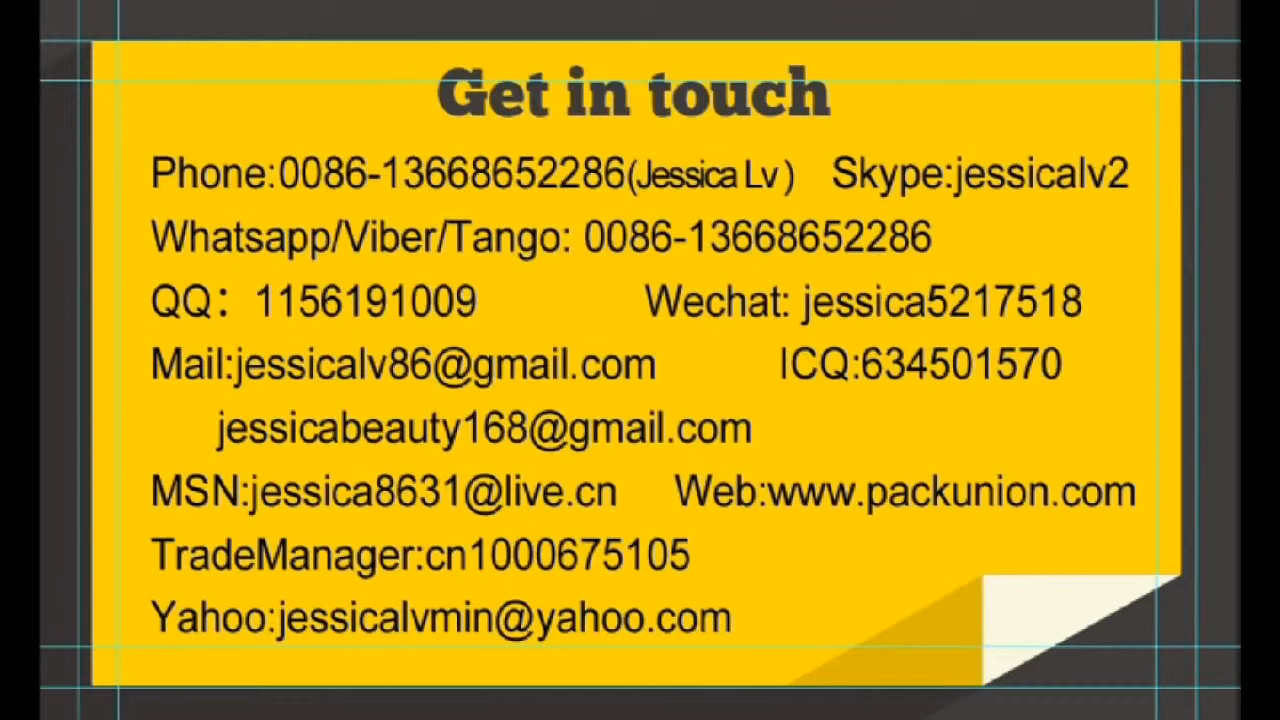 Get in touch
Phone:0086-13668652286(Jessica Lv) Skype:jessicalv2
Whatsapp/Viber/Tango: 0086-13668652286
QQ：1156191009 Wechat: jessica5217518
Mail:jessicalv86@gmail.com ICQ:634501570
jessicabeauty168@gmail.com
MSN:jessica8631@live.cn Web:www.packunion.com
TradeManager:cn1000675105
Yahoo:jessicalvmin@yahoo.com